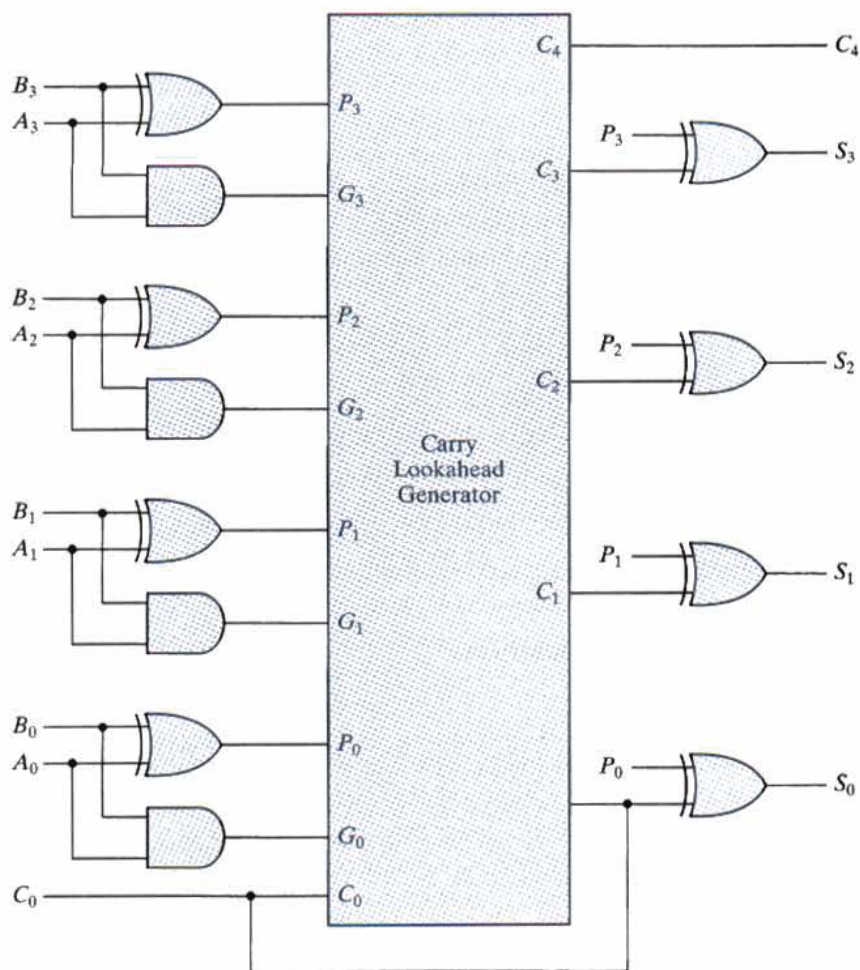 C₄ C₄
B₃
A₃
P₃
P₃
S₃
C₃
G₃
B₂
A₂
P₂
P₂
S₂
C₂
G₂
Carry
Lookahead
Generator
B₁
A₁
P₁
P₁
S₁
C₁
G₁
B₀
A₀
P₀
P₀
S₀
G₀
C₀ C₀